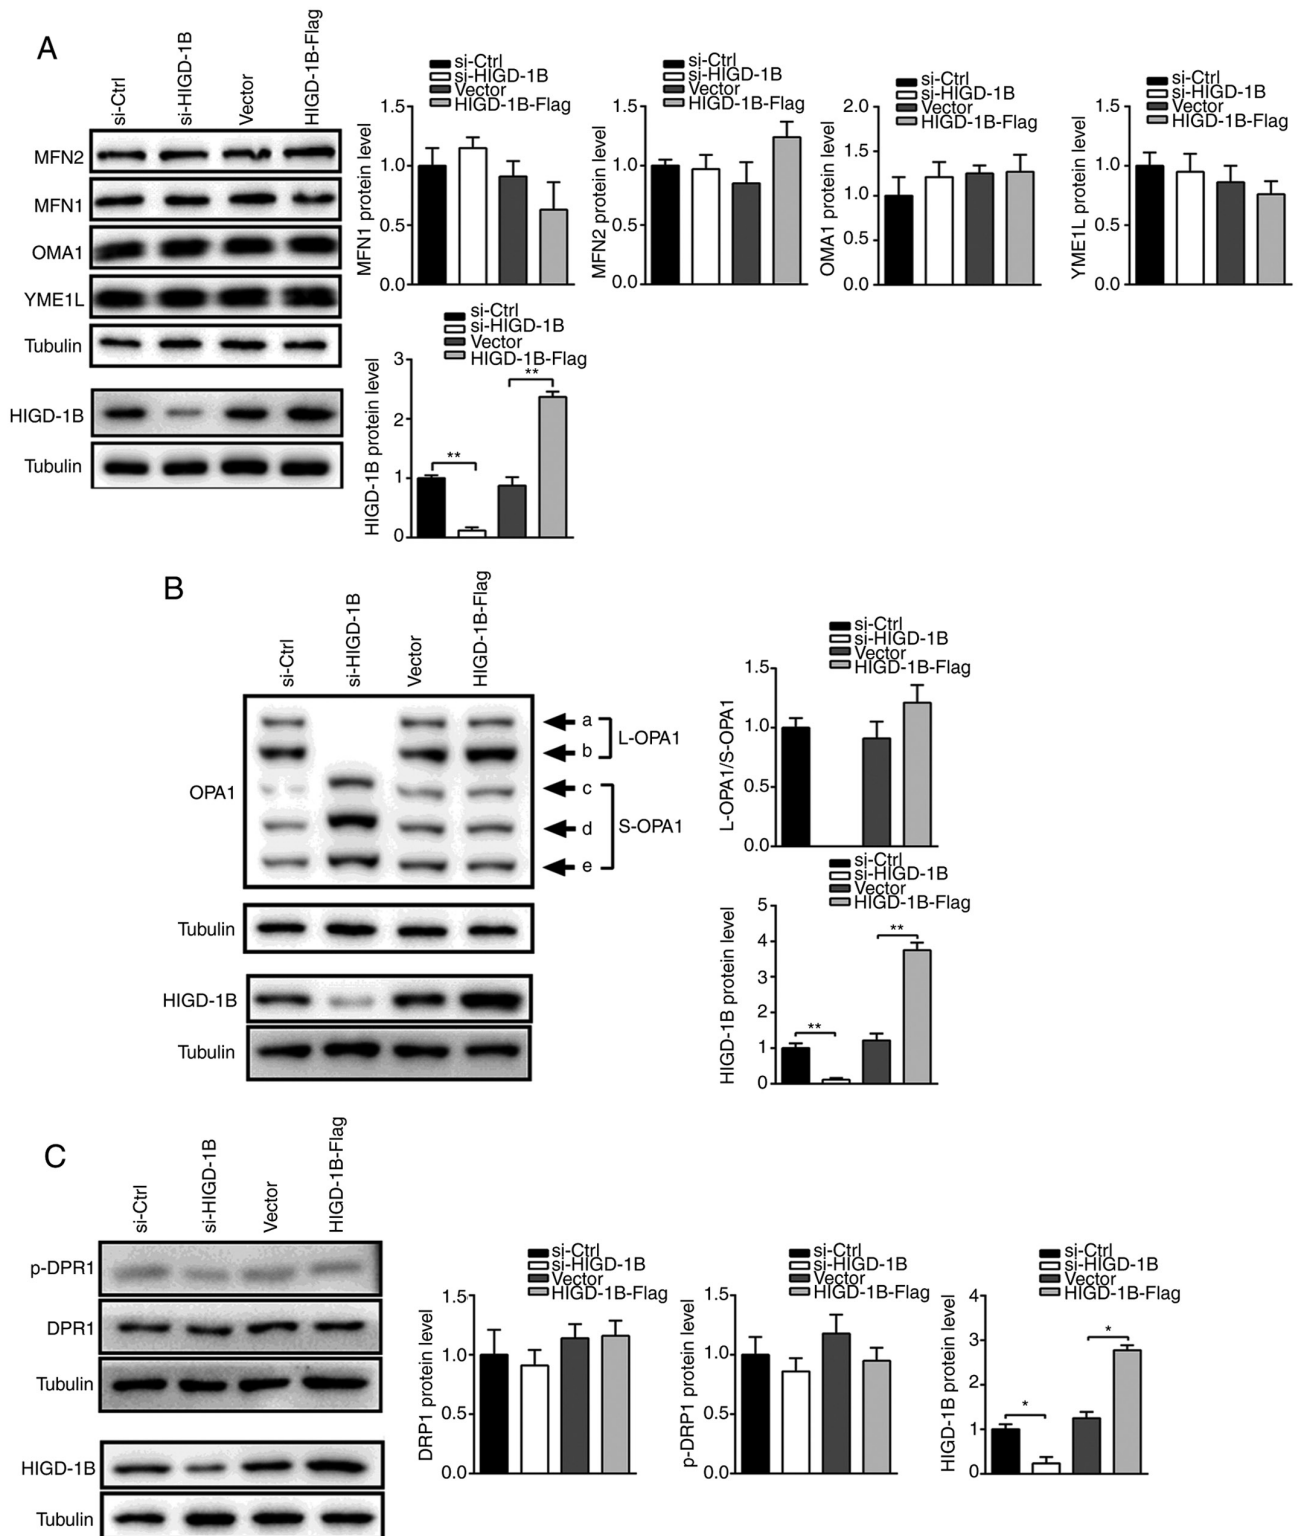 A
si-Ctrl
si-HIGD-1B
Vector
HIGD-1B-Flag
MFN2
MFN1
OMA1
YME1L
Tubulin
HIGD-1B
Tubulin
si-Ctrl
si-HIGD-1B
Vector
HIGD-1B-Flag
MFN1 protein level
1.5
1.0
0.5
0.0
si-Ctrl
si-HIGD-1B
Vector
HIGD-1B-Flag
MFN2 protein level
1.5
1.0
0.5
0.0
si-Ctrl
si-HIGD-1B
Vector
HIGD-1B-Flag
OMA1 protein level
2.0
1.5
1.0
0.5
0.0
si-Ctrl
si-HIGD-1B
Vector
HIGD-1B-Flag
YME1L protein level
1.5
1.0
0.5
0.0
si-Ctrl
si-HIGD-1B
Vector
HIGD-1B-Flag
HIGD-1B protein level
3
2
1
0
**
**
B
si-Ctrl
si-HIGD-1B
Vector
HIGD-1B-Flag
OPA1
a
b
c
d
e
L-OPA1
S-OPA1
Tubulin
HIGD-1B
Tubulin
si-Ctrl
si-HIGD-1B
Vector
HIGD-1B-Flag
L-OPA1/S-OPA1
1.5
1.0
0.5
0.0
si-Ctrl
si-HIGD-1B
Vector
HIGD-1B-Flag
HIGD-1B protein level
5
4
3
2
1
0
**
**
C
si-Ctrl
si-HIGD-1B
Vector
HIGD-1B-Flag
p-DPR1
DPR1
Tubulin
HIGD-1B
Tubulin
si-Ctrl
si-HIGD-1B
Vector
HIGD-1B-Flag
DRP1 protein level
1.5
1.0
0.5
0.0
si-Ctrl
si-HIGD-1B
Vector
HIGD-1B-Flag
p-DRP1 protein level
1.5
1.0
0.5
0.0
si-Ctrl
si-HIGD-1B
Vector
HIGD-1B-Flag
HIGD-1B protein level
4
3
2
1
0
*
*